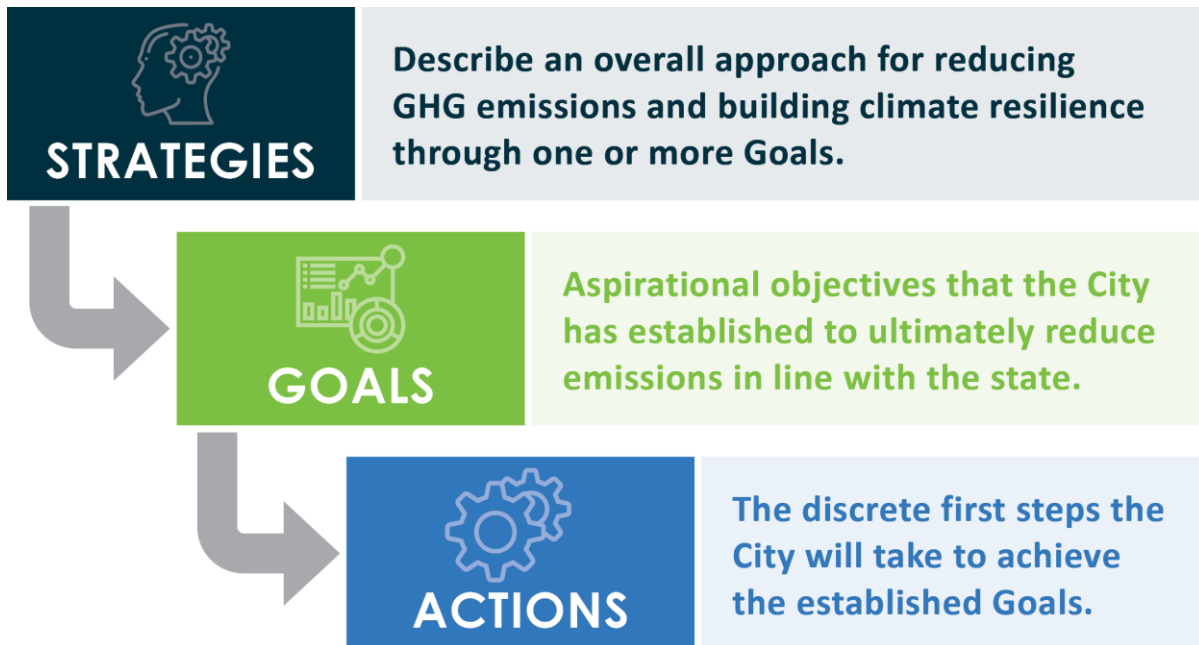 STRATEGIES
Describe an overall approach for reducing
GHG emissions and building climate resilience
through one or more Goals.
GOALS
Aspirational objectives that the City
has established to ultimately reduce
emissions in line with the state.
ACTIONS
The discrete first steps the
City will take to achieve
the established Goals.